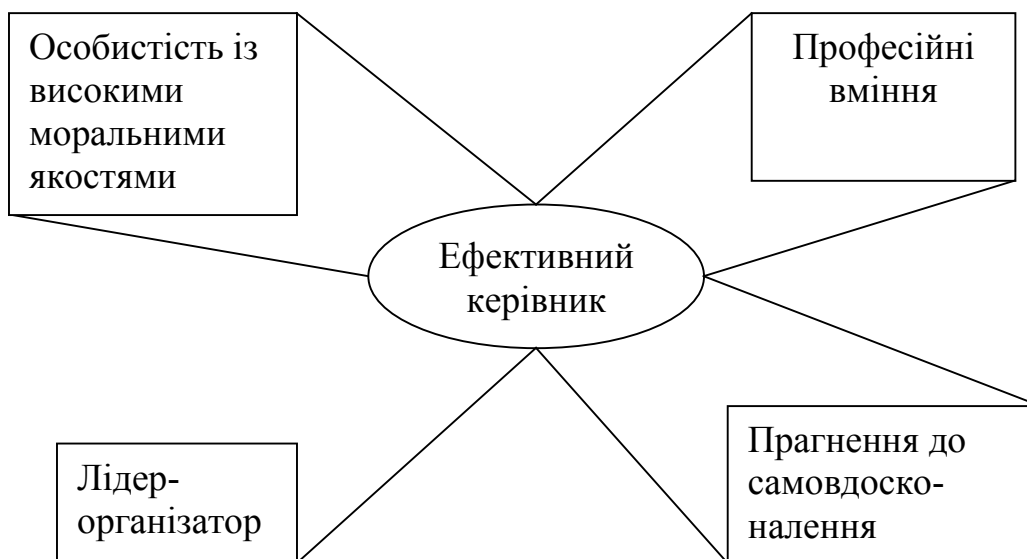 Особистість із
високими
моральними
якостями
Професійні
вміння
Ефективний
керівник
Лідер-
організатор
Прагнення до
самовдоско-
налення